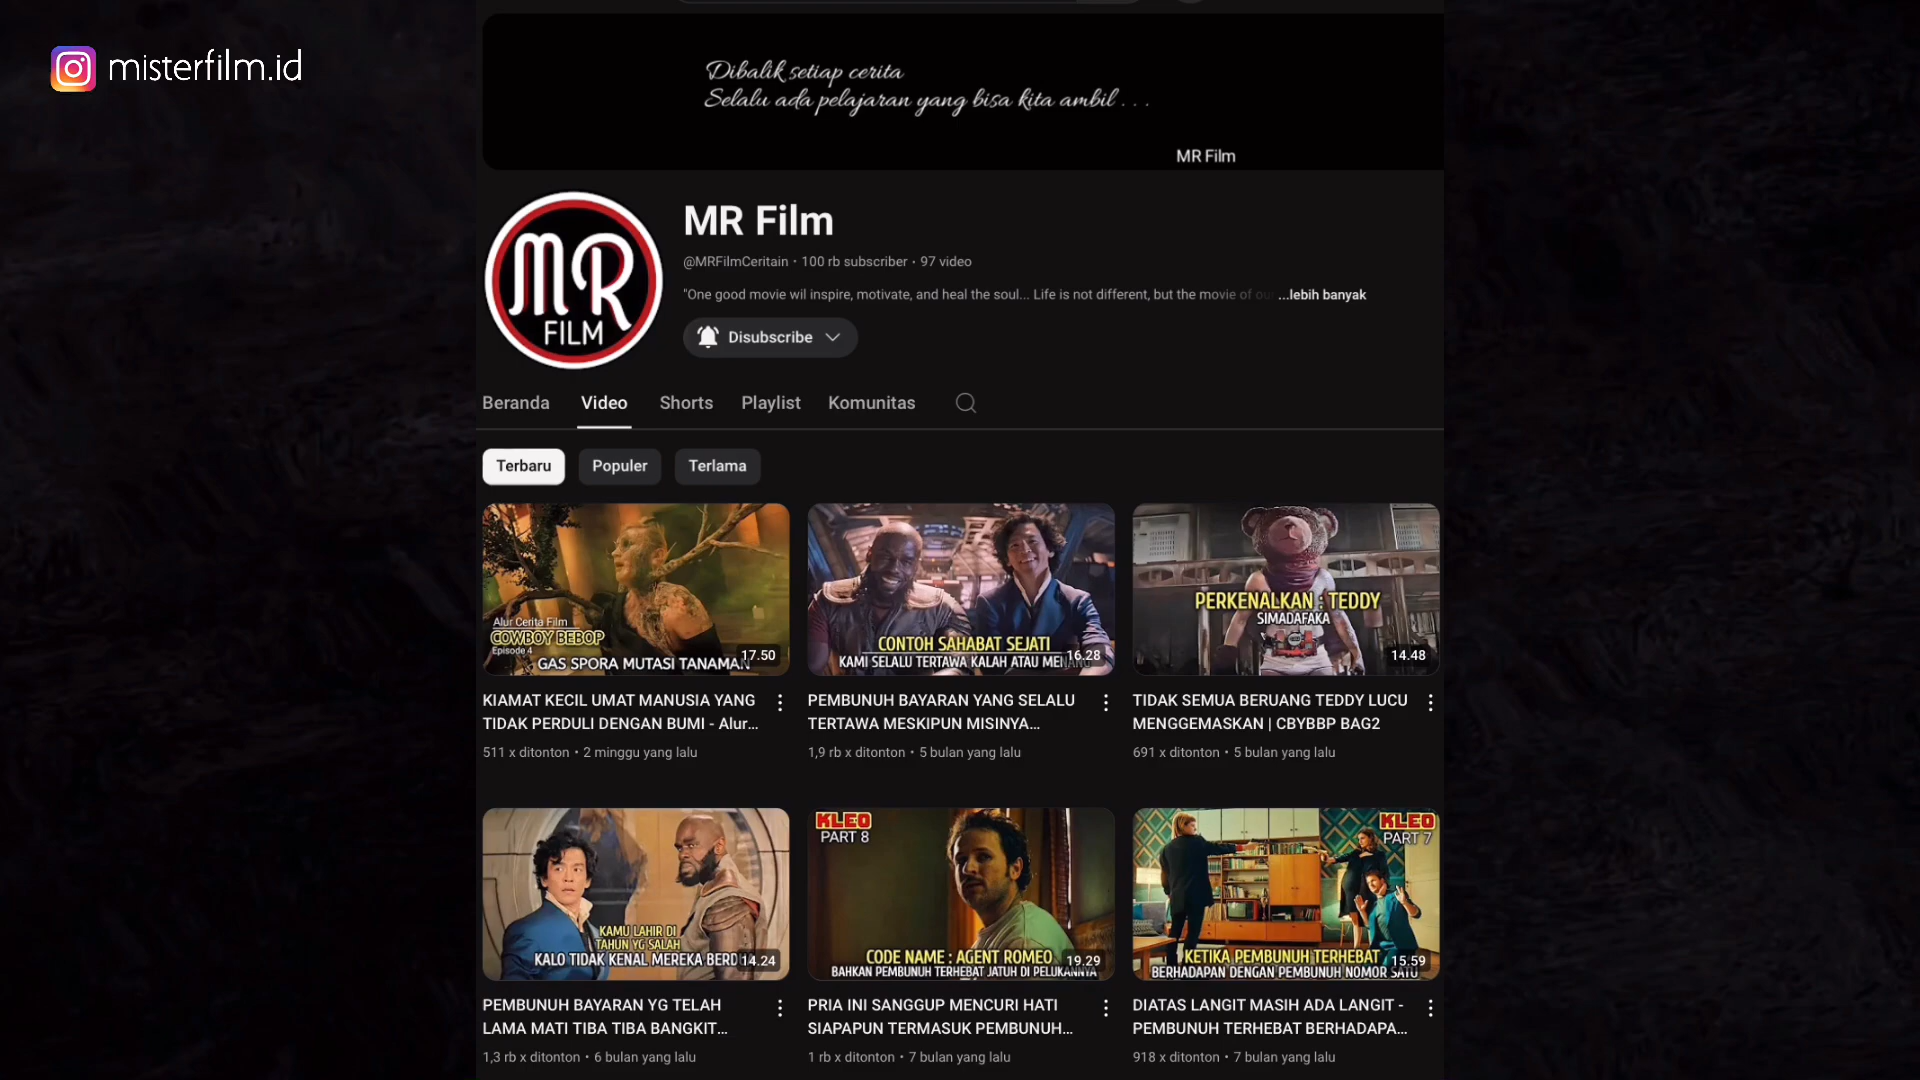 misterfilm.id
Dibalik setiap cerita
Selalu ada pelajaran yang bisa kita ambil . . .
MR Film
MR
FILM
MR Film
@MRFilmCeritain • 100 rb subscriber • 97 video
"One good movie wil inspire, motivate, and heal the soul... Life is not different, but the movie of ...lebih banyak
Disubscribe
Beranda Video Shorts Playlist Komunitas
Terbaru Populer Terlama
Alur Cerita Film
COWBOY BEBOP
Episode 4
GAS SPORA MUTASI TANAMAN
17.50
CONTOH SAHABAT SEJATI
KAMI SELALU TERTAWA KALAH ATAU MENANG
16.28
PERKENALKAN : TEDDY
SIMADAFAKA
14.48
KIAMAT KECIL UMAT MANUSIA YANG
TIDAK PERDULI DENGAN BUMI - Alur...
511 x ditonton • 2 minggu yang lalu
PEMBUNUH BAYARAN YANG SELALU
TERTAWA MESKIPUN MISINYA...
1,9 rb x ditonton • 5 bulan yang lalu
TIDAK SEMUA BERUANG TEDDY LUCU
MENGGEMASKAN | CBYBBP BAG2
691 x ditonton • 5 bulan yang lalu
KAMU LAHIR DI
TAHUN YG SALAH
KALO TIDAK KENAL MEREKA BERD
14.24
KLEO
PART 8
CODE NAME : AGENT ROMEO
BAHKAN PEMBUNUH TERHEBAT JATUH DI PELUKANNYA
19.29
KLEO
PART 7
KETIKA PEMBUNUH TERHEBAT
BERHADAPAN DENGAN PEMBUNUH NOMOR SATU
15.59
PEMBUNUH BAYARAN YG TELAH
LAMA MATI TIBA TIBA BANGKIT...
1,3 rb x ditonton • 6 bulan yang lalu
PRIA INI SANGGUP MENCURI HATI
SIAPAPUN TERMASUK PEMBUNUH...
1 rb x ditonton • 7 bulan yang lalu
DIATAS LANGIT MASIH ADA LANGIT -
PEMBUNUH TERHEBAT BERHADAPA...
918 x ditonton • 7 bulan yang lalu